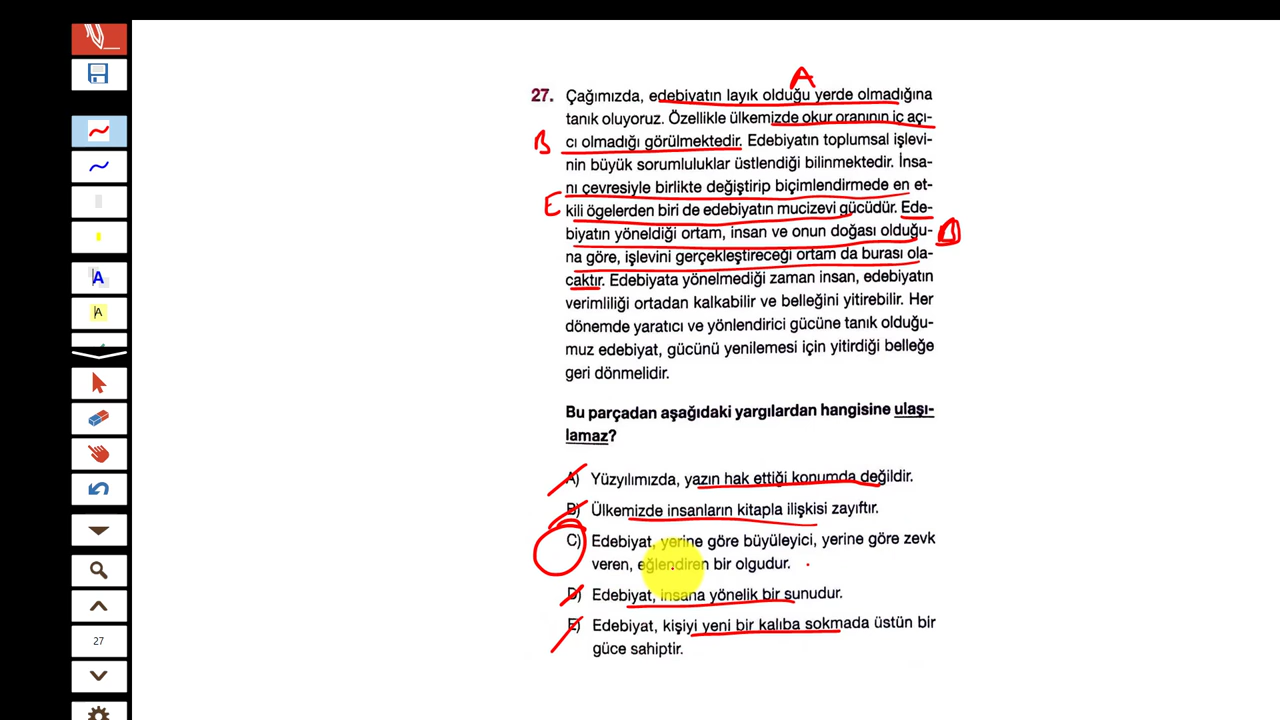 A
27. Çağımızda, edebiyatın layık olduğu yerde olmadığına
tanık oluyoruz. Özellikle ülkemizde okur oranının iç açı-
B cı olmadığı görülmektedir. Edebiyatın toplumsal işlevi-
nin büyük sorumluluklar üstlendiği bilinmektedir. İnsa-
nı çevresiyle birlikte değiştirip biçimlendirmede en et-
E kili ögelerden biri de edebiyatın mucizevi gücüdür. Ede-
biyatın yöneldiği ortam, insan ve onun doğası olduğu-
na göre, işlevini gerçekleştireceği ortam da burası ola-
caktır. Edebiyata yönelmediği zaman insan, edebiyatın
verimliliği ortadan kalkabilir ve belleğini yitirebilir. Her
dönemde yaratıcı ve yönlendirici gücüne tanık olduğu-
muz edebiyat, gücünü yenilemesi için yitirdiği belleğe
geri dönmelidir.
Bu parçadan aşağıdaki yargılardan hangisine ulaşı-
lamaz?
A) Yüzyılımızda, yazın hak ettiği konumda değildir.
B) Ülkemizde insanların kitapla ilişkisi zayıftır.
C) Edebiyat, yerine göre büyüleyici, yerine göre zevk
veren, eğlendiren bir olgudur.
D) Edebiyat, insana yönelik bir sunudur.
E) Edebiyat, kişiyi yeni bir kalıba sokmada üstün bir
güce sahiptir.
A
A
27